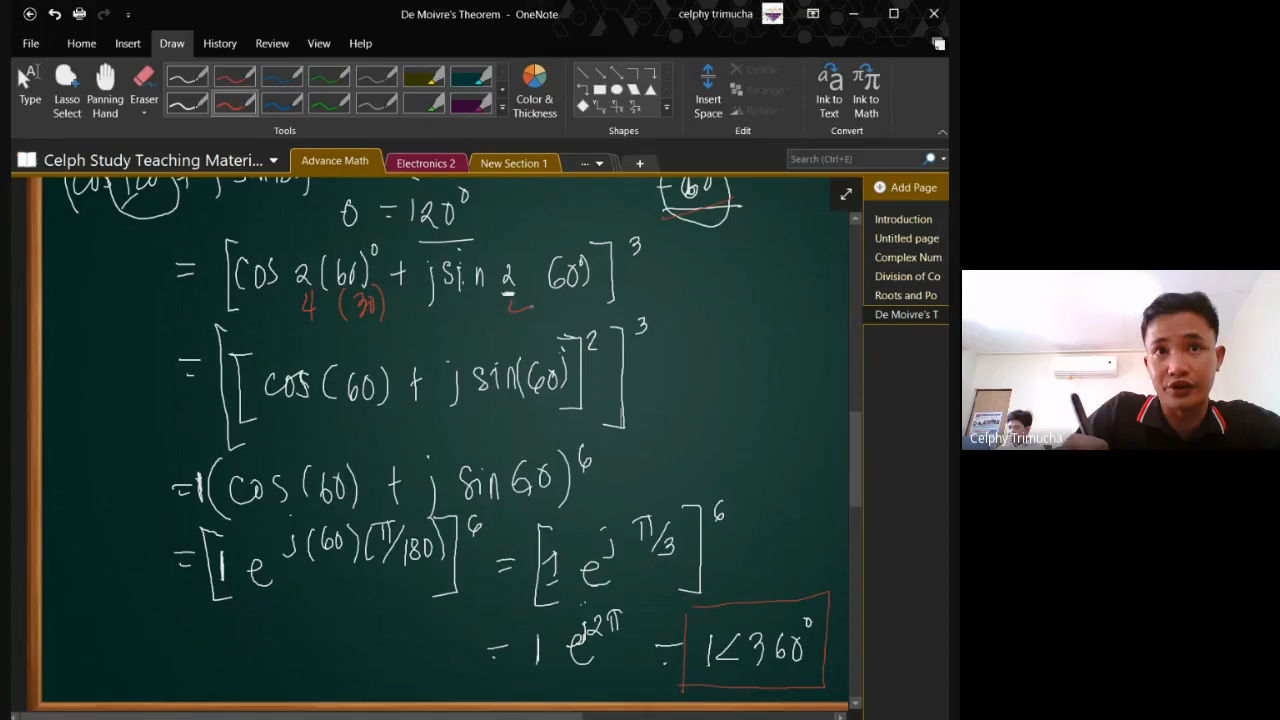 De Moivre's Theorem - OneNote
celphy trimucha
File Home Insert Draw History Review View Help
Type
Lasso Select
Panning Hand
Eraser
Color & Thickness
Insert Space
Delete
Arrange
Rotate
Ink to Text
Ink to Math
Tools
Shapes
Edit
Convert
Celph Study Teaching Materi...
Advance Math
Electronics 2
New Section 1
Search (Ctrl+E)
Add Page
Introduction
Untitled page
Complex Num
Division of Co
Roots and Po
De Moivre's T
θ = 120°
60
= [cos 2(60)° + j sin 2 60°]³
4 (30)
= [[cos(60) + j sin(60)]²]³
= 1(cos(60) + j sin 60)⁶
= [1 e^j(60)(π/180)]⁶ = [1 e^j π/3]⁶
= 1 e^j2π = 1∠360°
Celphy Trimucha